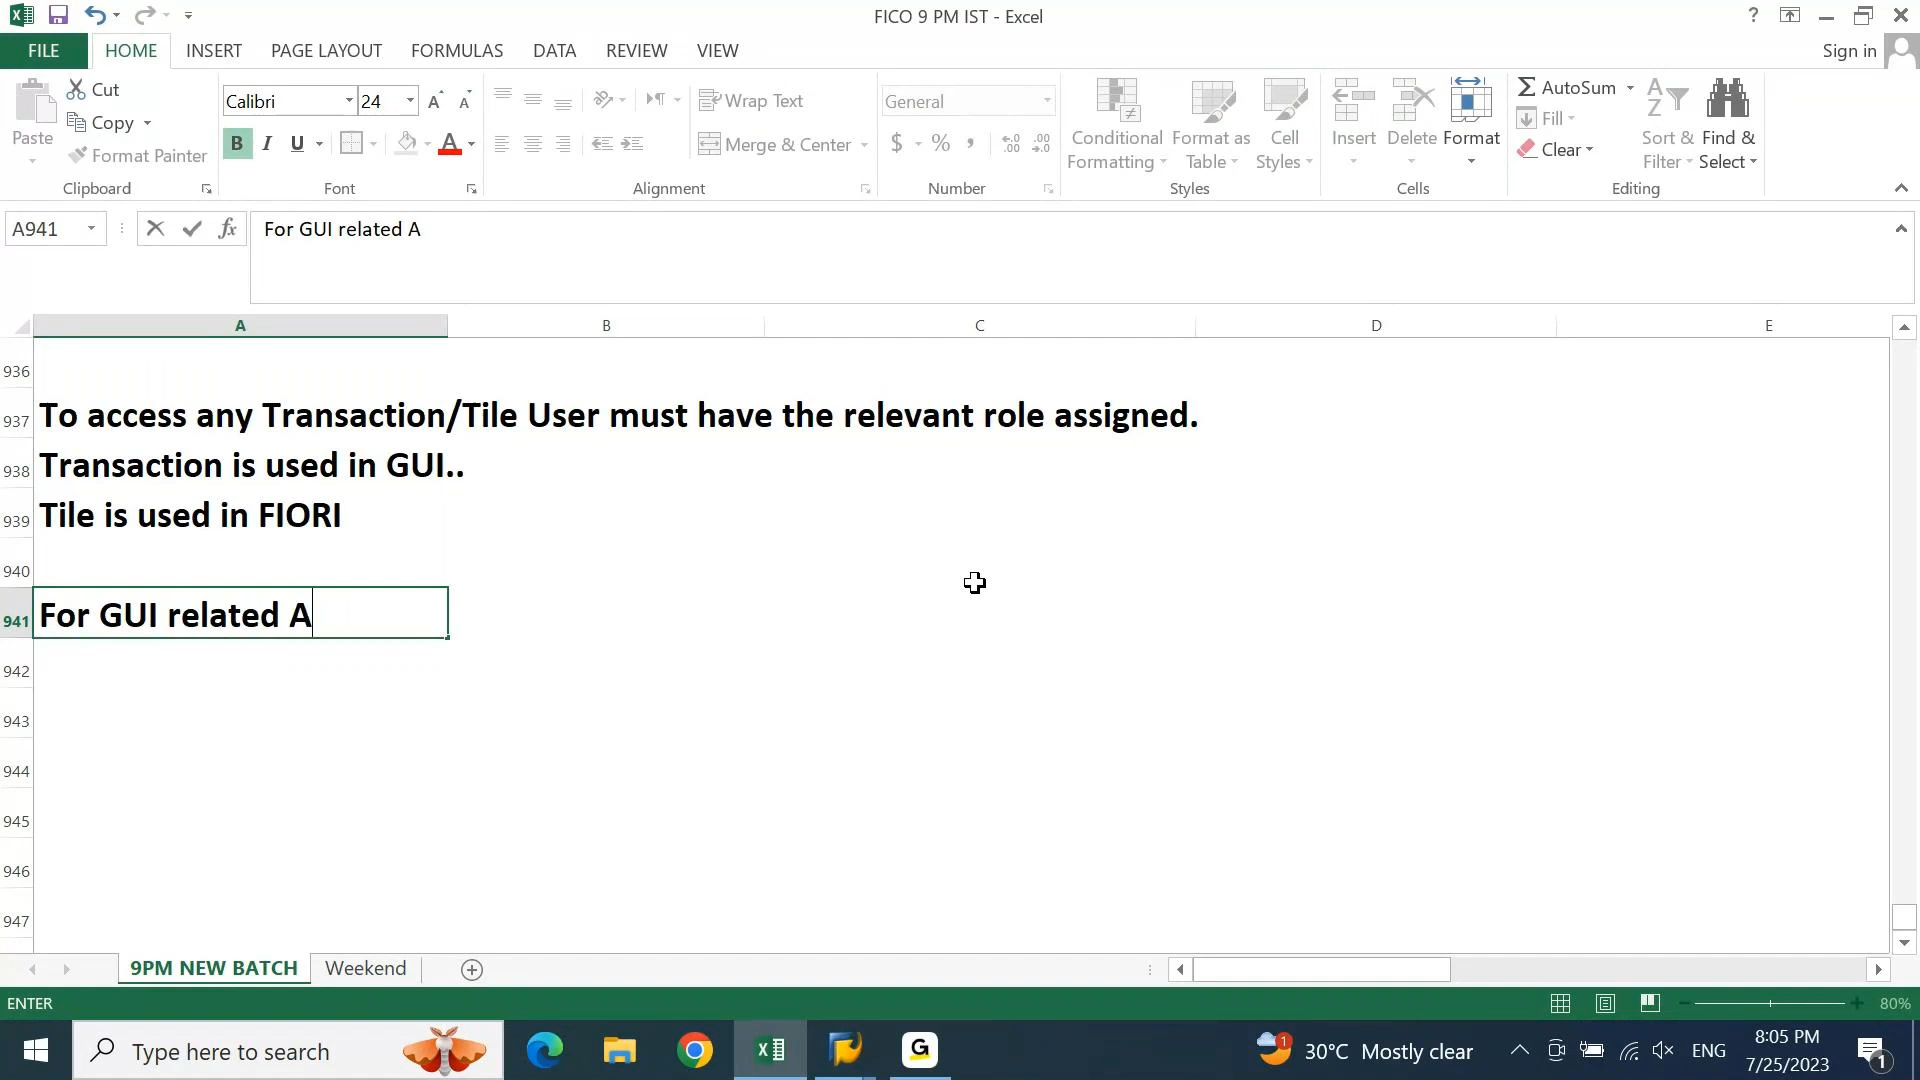 FICO 9 PM IST - Excel
?
FILE HOME INSERT PAGE LAYOUT FORMULAS DATA REVIEW VIEW Sign in
Paste
Cut
Copy
Format Painter
Clipboard
Calibri 24 A A
B I U A
Font
Wrap Text
Merge & Center
Alignment
General
$ % , .00 .00
Number
Conditional Formatting
Format as Table
Cell Styles
Styles
Insert Delete Format
Cells
AutoSum
Fill
Clear
Sort & Filter
Find & Select
Editing
A941 fx For GUI related A
A B C D E
936
937 To access any Transaction/Tile User must have the relevant role assigned.
938 Transaction is used in GUI..
939 Tile is used in FIORI
940
941 For GUI related A
942
943
944
945
946
947
9PM NEW BATCH Weekend
ENTER 80%
Type here to search
1 30°C Mostly clear ENG 8:05 PM
7/25/2023
1